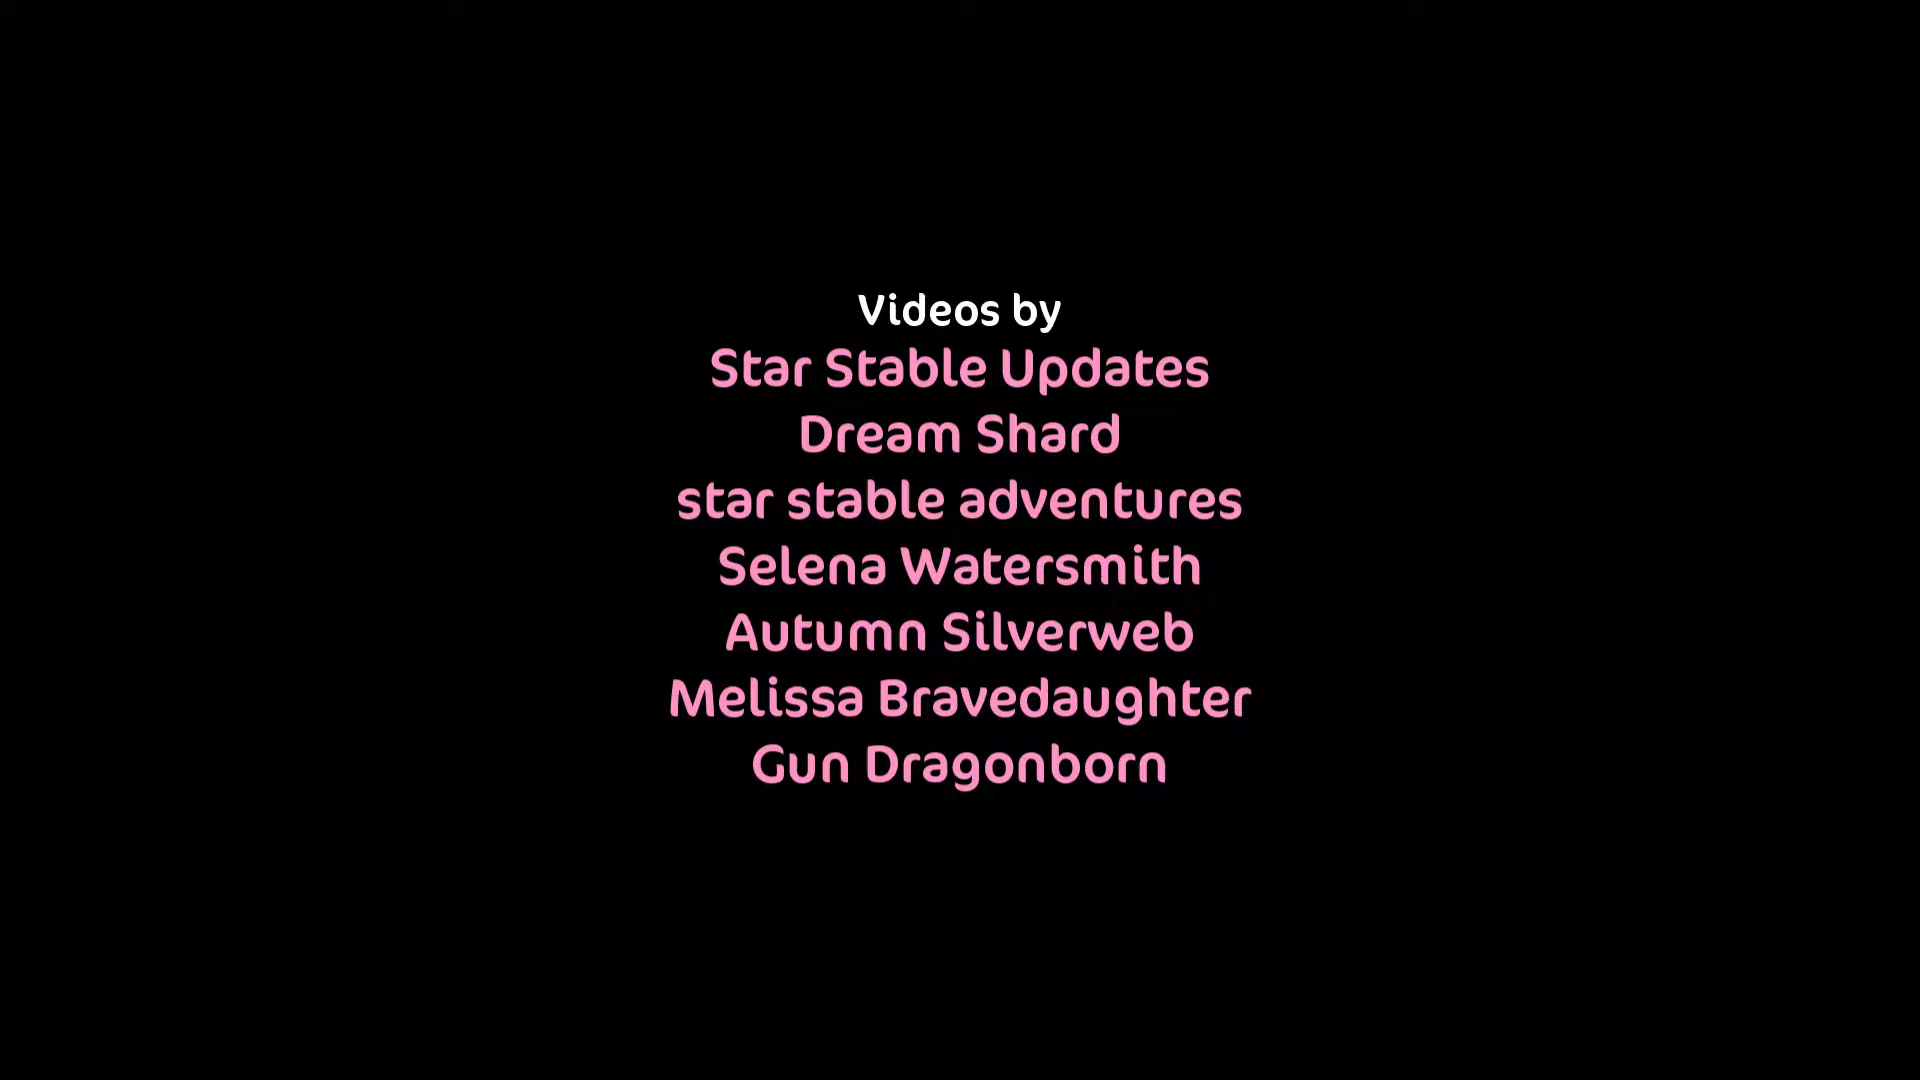 Videos by
Star Stable Updates
Dream Shard
star stable adventures
Selena Watersmith
Autumn Silverweb
Melissa Bravedaughter
Gun Dragonborn